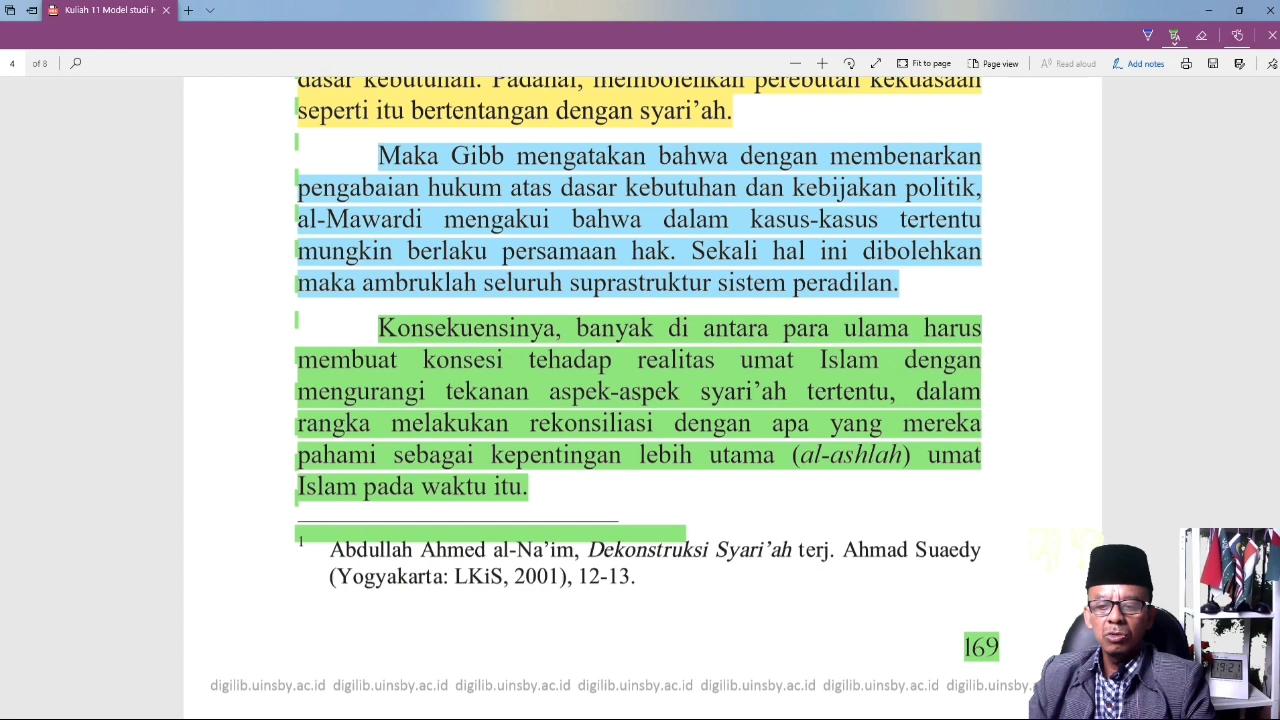 Kuliah 11 Model studi H
4 of 8
Fit to page
Page view
Read aloud
Add notes
dasar kebutuhan. Padahal, membolehkan perebutan kekuasaan
seperti itu bertentangan dengan syari'ah.
Maka Gibb mengatakan bahwa dengan membenarkan
pengabaian hukum atas dasar kebutuhan dan kebijakan politik,
al-Mawardi mengakui bahwa dalam kasus-kasus tertentu
mungkin berlaku persamaan hak. Sekali hal ini dibolehkan
maka ambruklah seluruh suprastruktur sistem peradilan.
Konsekuensinya, banyak di antara para ulama harus
membuat konsesi tehadap realitas umat Islam dengan
mengurangi tekanan aspek-aspek syari'ah tertentu, dalam
rangka melakukan rekonsiliasi dengan apa yang mereka
pahami sebagai kepentingan lebih utama (al-ashlah) umat
Islam pada waktu itu.
1 Abdullah Ahmed al-Na'im, Dekonstruksi Syari'ah terj. Ahmad Suaedy
(Yogyakarta: LKiS, 2001), 12-13.
169
digilib.uinsby.ac.id digilib.uinsby.ac.id digilib.uinsby.ac.id digilib.uinsby.ac.id digilib.uinsby.ac.id digilib.uinsby.ac.id digilib.uinsby.